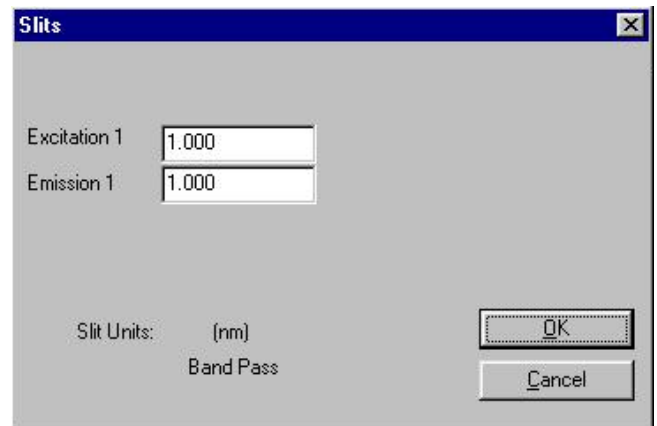 Slits
Excitation 1 1.000
Emission 1 1.000
Slit Units: (nm) OK
Band Pass
Cancel